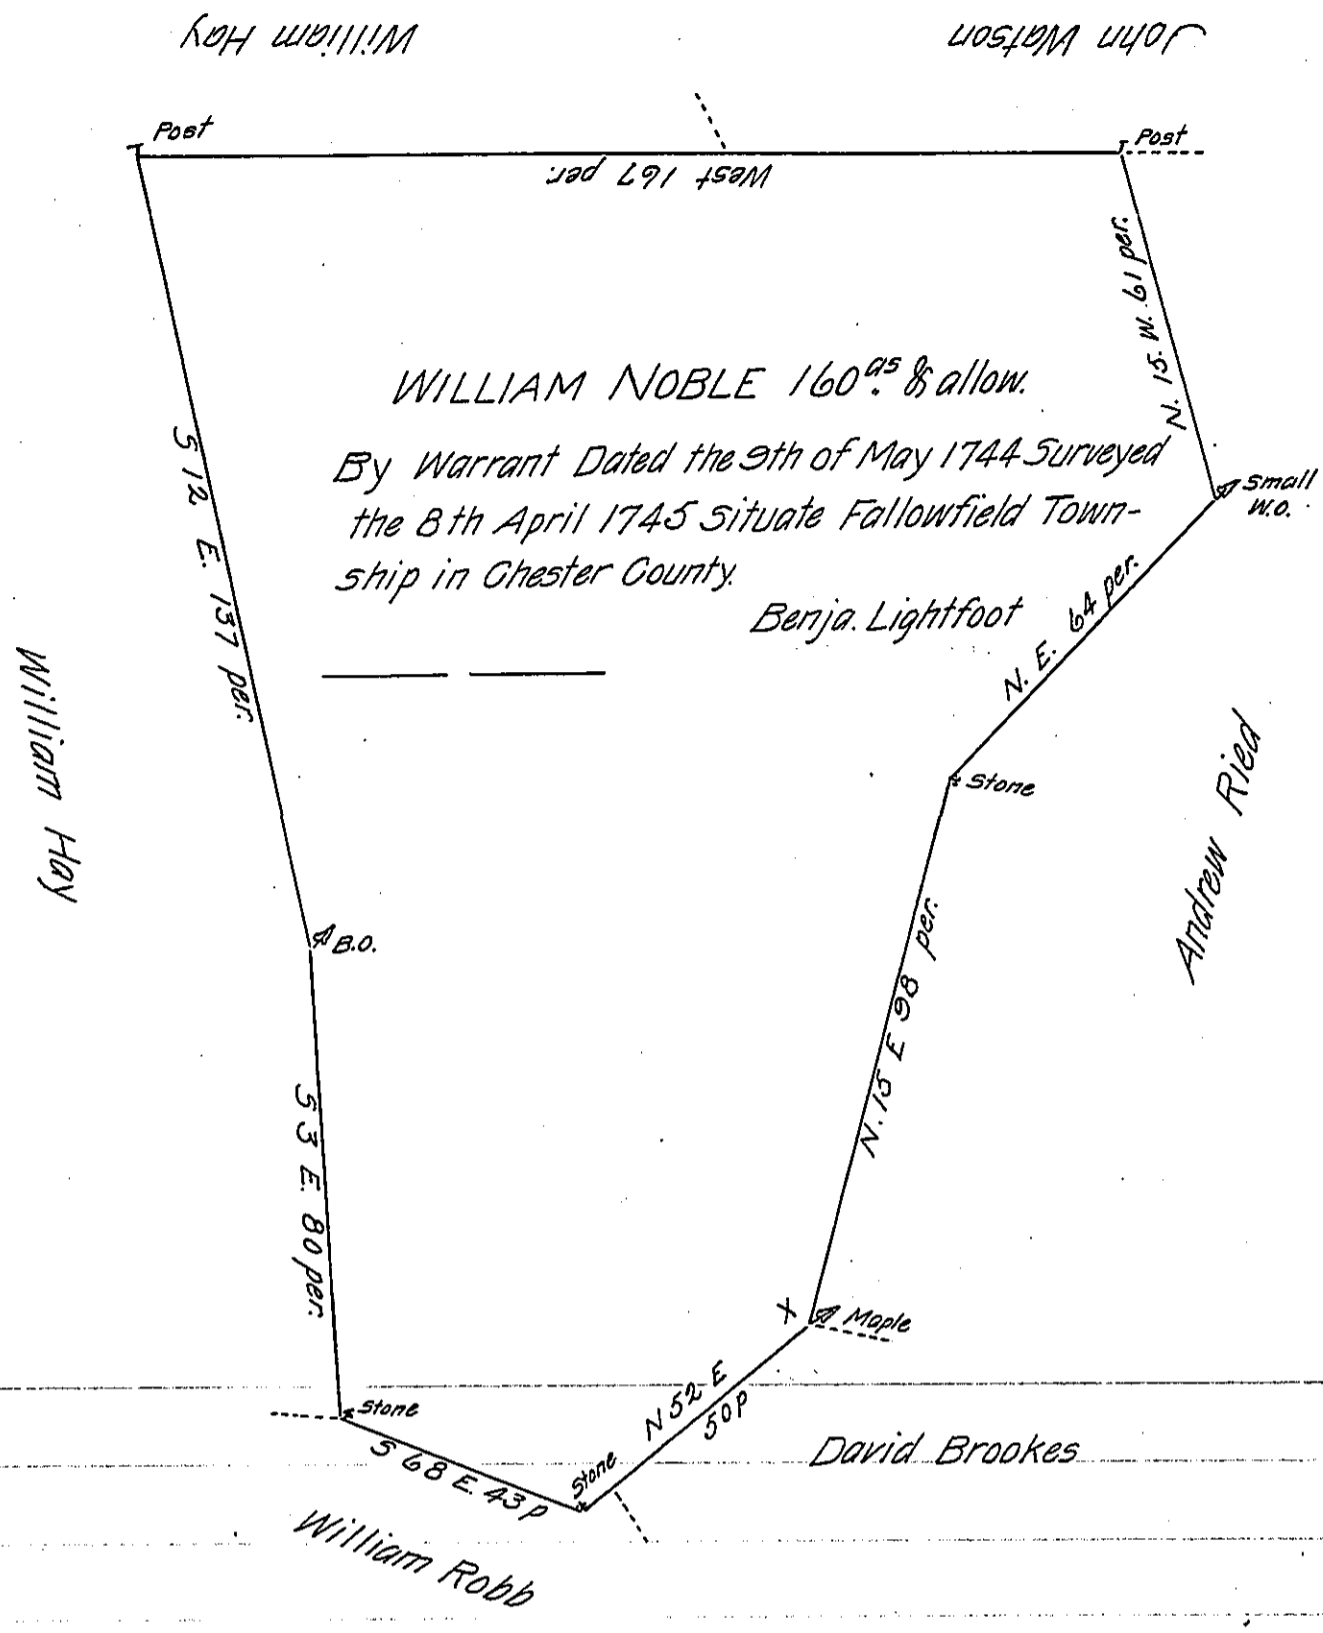 William Hay
John Watson
Post
Post
West 167 per.
N. 15. W. 61 per.
WILLIAM NOBLE 160 as. & allow.
By Warrant Dated the 9th of May 1744 Surveyed
the 8th April 1745 Situate Fallowfield Town-
ship in Chester County.
Benja. Lightfoot
S 12 E. 137 per.
Small
W.O.
N. E. 64 per.
William Hay
Stone
Andrew Ried
B.O.
N. 15 E 98 per.
S 3 E. 80 per.
X
Maple
Stone
N 52 E
50 P
S 68 E. 43 P
Stone
David Brookes
William Robb